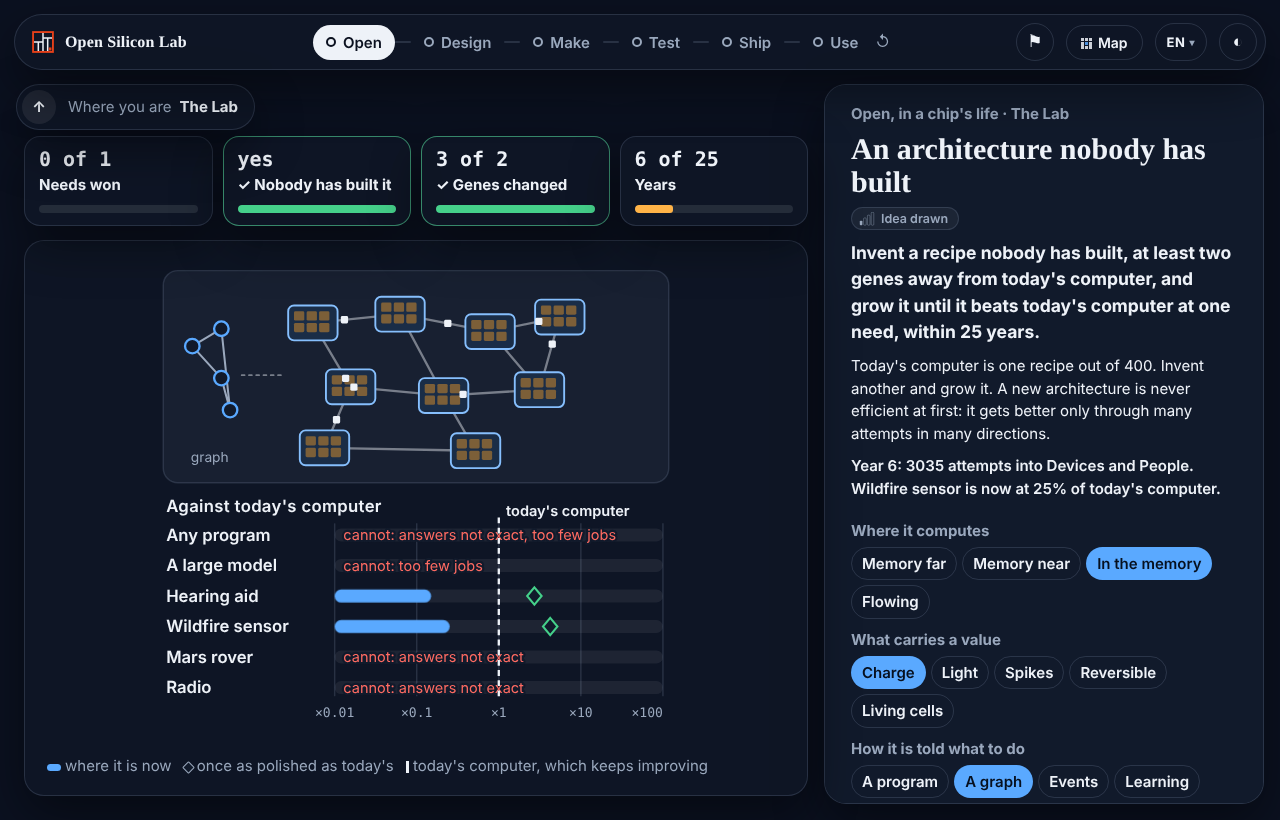 Open Silicon Lab
Open
Design
Make
Test
Ship
Use
Map
EN ▾
Where you are The Lab
0 of 1
Needs won
yes
✓ Nobody has built it
3 of 2
✓ Genes changed
6 of 25
Years
graph
Against today's computer
today's computer
Any program
cannot: answers not exact, too few jobs
A large model
cannot: too few jobs
Hearing aid
Wildfire sensor
Mars rover
cannot: answers not exact
Radio
cannot: answers not exact
×0.01 ×0.1 ×1 ×10 ×100
where it is now
once as polished as today's
today's computer, which keeps improving
Open, in a chip's life · The Lab
An architecture nobody has
built
Idea drawn
Invent a recipe nobody has built, at least two
genes away from today's computer, and
grow it until it beats today's computer at one
need, within 25 years.
Today's computer is one recipe out of 400. Invent
another and grow it. A new architecture is never
efficient at first: it gets better only through many
attempts in many directions.
Year 6: 3035 attempts into Devices and People.
Wildfire sensor is now at 25% of today's computer.
Where it computes
Memory far
Memory near
In the memory
Flowing
What carries a value
Charge
Light
Spikes
Reversible
Living cells
How it is told what to do
A program
A graph
Events
Learning